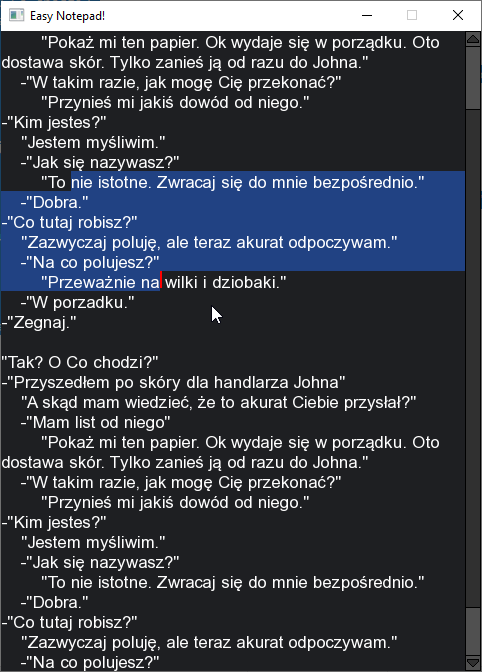 Easy Notepad!
"Pokaż mi ten papier. Ok wydaje się w porządku. Oto
dostawa skór. Tylko zanieś ją od razu do Johna."
-"W takim razie, jak mogę Cię przekonać?"
"Przynieś mi jakiś dowód od niego."
-"Kim jestes?"
"Jestem myśliwim."
-"Jak się nazywasz?"
"To nie istotne. Zwracaj się do mnie bezpośrednio."
-"Dobra."
-"Co tutaj robisz?"
"Zazwyczaj poluję, ale teraz akurat odpoczywam."
-"Na co polujesz?"
"Przeważnie na wilki i dziobaki."
-"W porzadku."
-"Zegnaj."
"Tak? O Co chodzi?"
-"Przyszedłem po skóry dla handlarza Johna"
"A skąd mam wiedzieć, że to akurat Ciebie przysłał?"
-"Mam list od niego"
"Pokaż mi ten papier. Ok wydaje się w porządku. Oto
dostawa skór. Tylko zanieś ją od razu do Johna."
-"W takim razie, jak mogę Cię przekonać?"
"Przynieś mi jakiś dowód od niego."
-"Kim jestes?"
"Jestem myśliwim."
-"Jak się nazywasz?"
"To nie istotne. Zwracaj się do mnie bezpośrednio."
-"Dobra."
-"Co tutaj robisz?"
"Zazwyczaj poluję, ale teraz akurat odpoczywam."
-"Na co polujesz?"